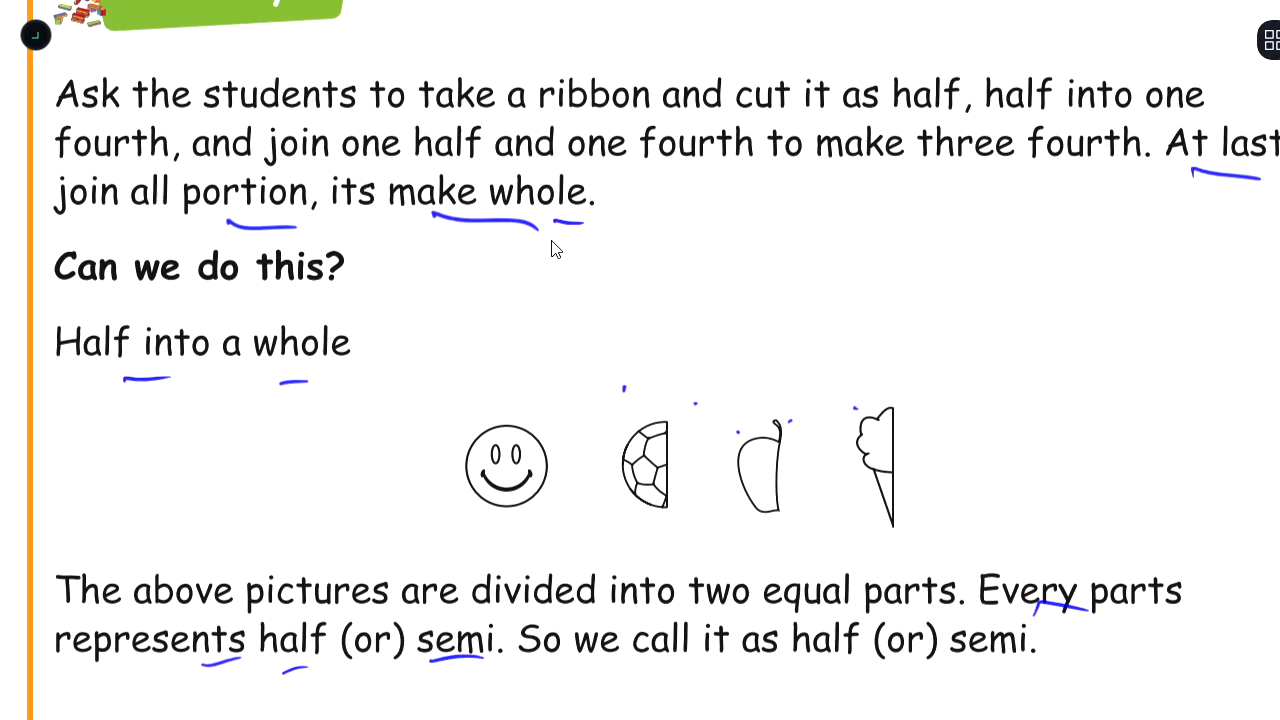 Ask the students to take a ribbon and cut it as half, half into one
fourth, and join one half and one fourth to make three fourth. At last
join all portion, its make whole.
Can we do this?
Half into a whole
The above pictures are divided into two equal parts. Every parts
represents half (or) semi. So we call it as half (or) semi.